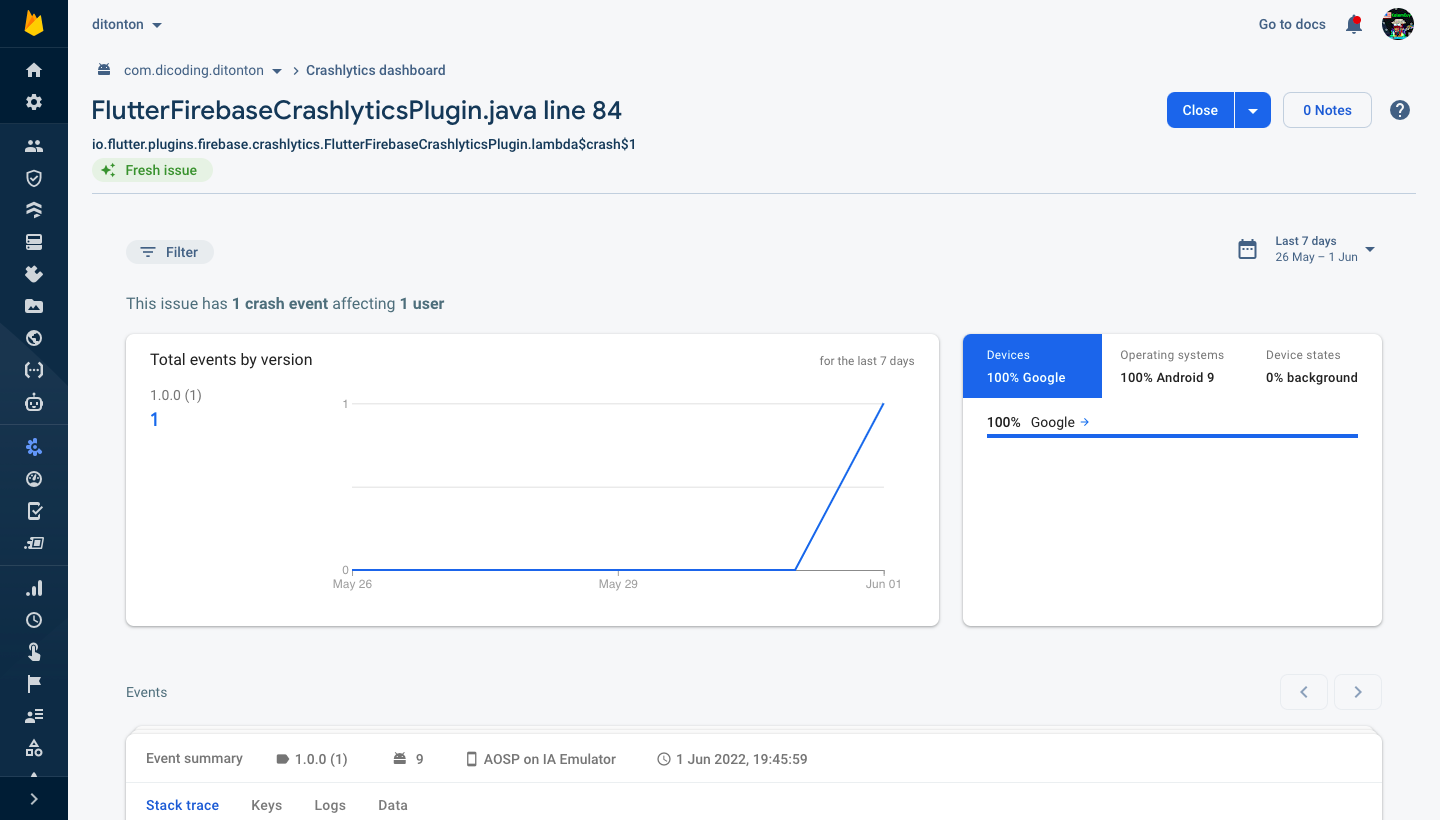 ditonton
Go to docs
com.dicoding.ditonton
Crashlytics dashboard
FlutterFirebaseCrashlyticsPlugin.java line 84
Close
0 Notes
io.flutter.plugins.firebase.crashlytics.FlutterFirebaseCrashlyticsPlugin.lambda$crash$1
Fresh issue
Filter
Last 7 days
26 May – 1 Jun
This issue has 1 crash event affecting 1 user
Total events by version
for the last 7 days
1.0.0 (1)
1
1
0
May 26
May 29
Jun 01
Devices
100% Google
Operating systems
100% Android 9
Device states
0% background
100% Google
Events
Event summary
1.0.0 (1)
9
AOSP on IA Emulator
1 Jun 2022, 19:45:59
Stack trace
Keys
Logs
Data